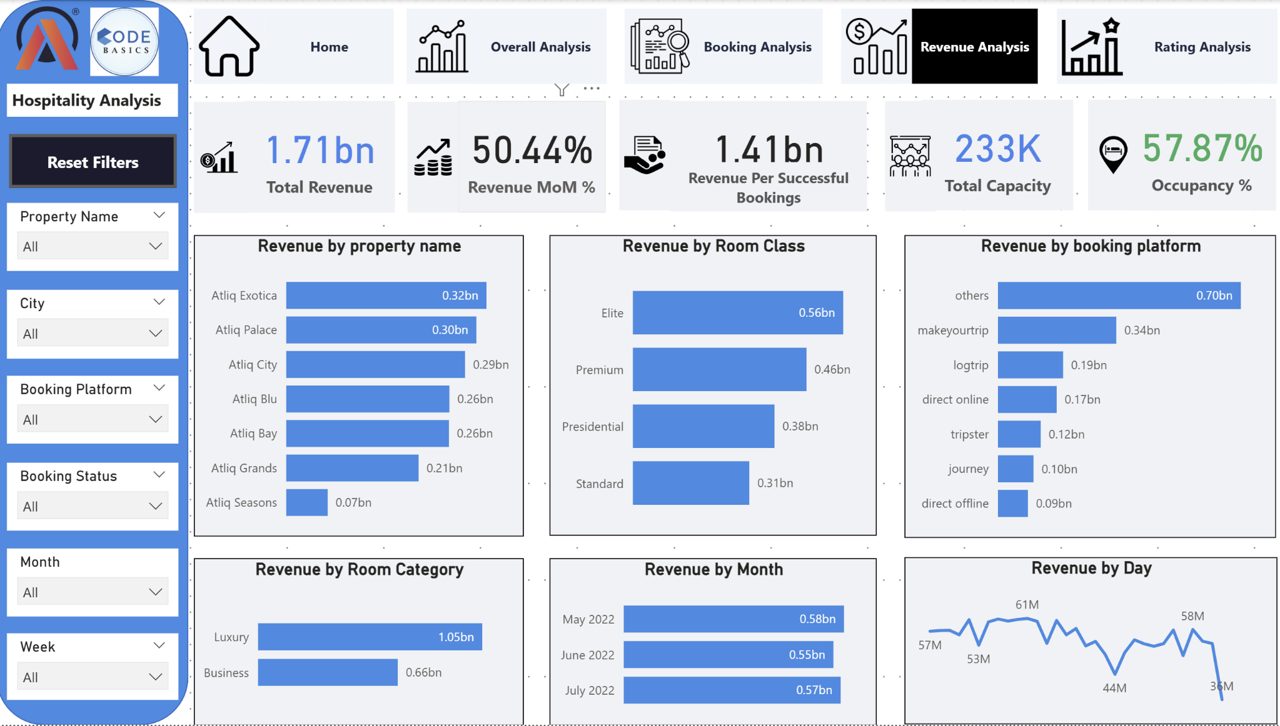 ®
CODE
BASICS
Home
Overall Analysis
Booking Analysis
Revenue Analysis
Rating Analysis
Hospitality Analysis
Reset Filters
Property Name
All
City
All
Booking Platform
All
Booking Status
All
Month
All
Week
All
1.71bn
Total Revenue
50.44%
Revenue MoM %
1.41bn
Revenue Per Successful
Bookings
233K
Total Capacity
57.87%
Occupancy %
Revenue by property name
Atliq Exotica 0.32bn
Atliq Palace 0.30bn
Atliq City 0.29bn
Atliq Blu 0.26bn
Atliq Bay 0.26bn
Atliq Grands 0.21bn
Atliq Seasons 0.07bn
Revenue by Room Class
Elite 0.56bn
Premium 0.46bn
Presidential 0.38bn
Standard 0.31bn
Revenue by booking platform
others 0.70bn
makeyourtrip 0.34bn
logtrip 0.19bn
direct online 0.17bn
tripster 0.12bn
journey 0.10bn
direct offline 0.09bn
Revenue by Room Category
Luxury 1.05bn
Business 0.66bn
Revenue by Month
May 2022 0.58bn
June 2022 0.55bn
July 2022 0.57bn
Revenue by Day
57M
53M
61M
44M
58M
36M